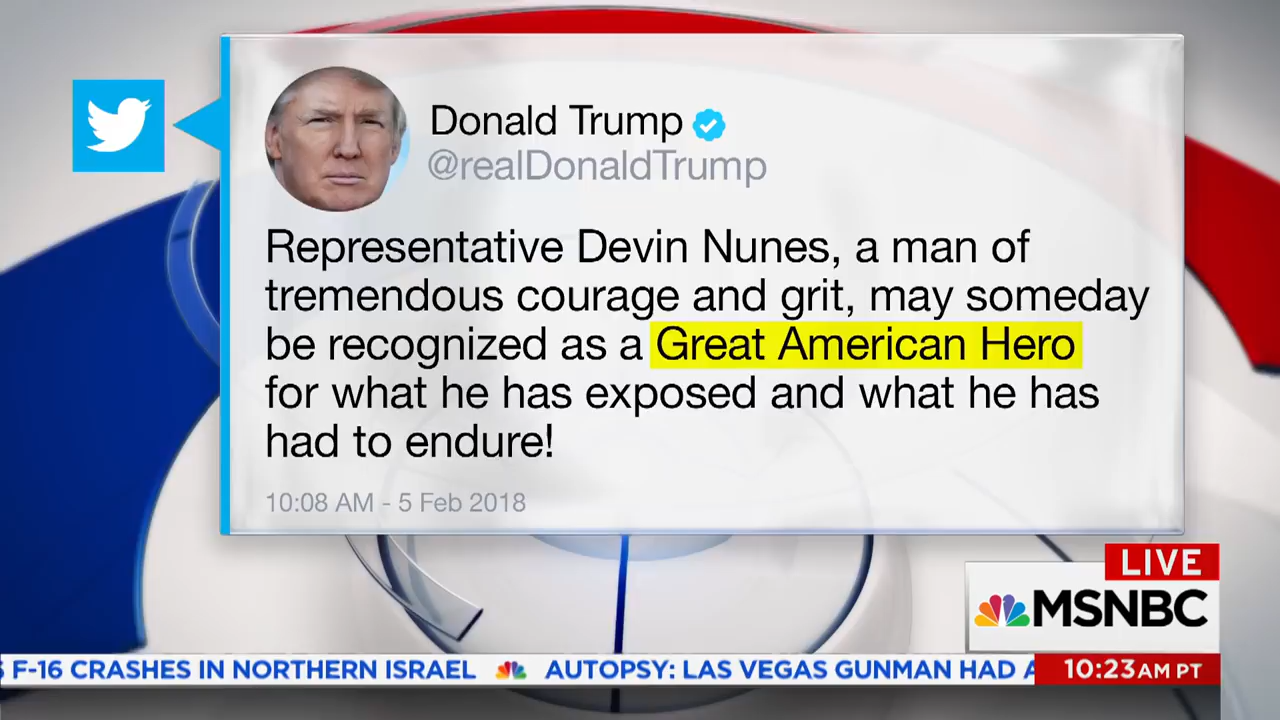 Donald Trump
@realDonaldTrump
Representative Devin Nunes, a man of
tremendous courage and grit, may someday
be recognized as a Great American Hero
for what he has exposed and what he has
had to endure!
10:08 AM - 5 Feb 2018
LIVE
MSNBC
F-16 CRASHES IN NORTHERN ISRAEL AUTOPSY: LAS VEGAS GUNMAN HAD 10:23 AM PT